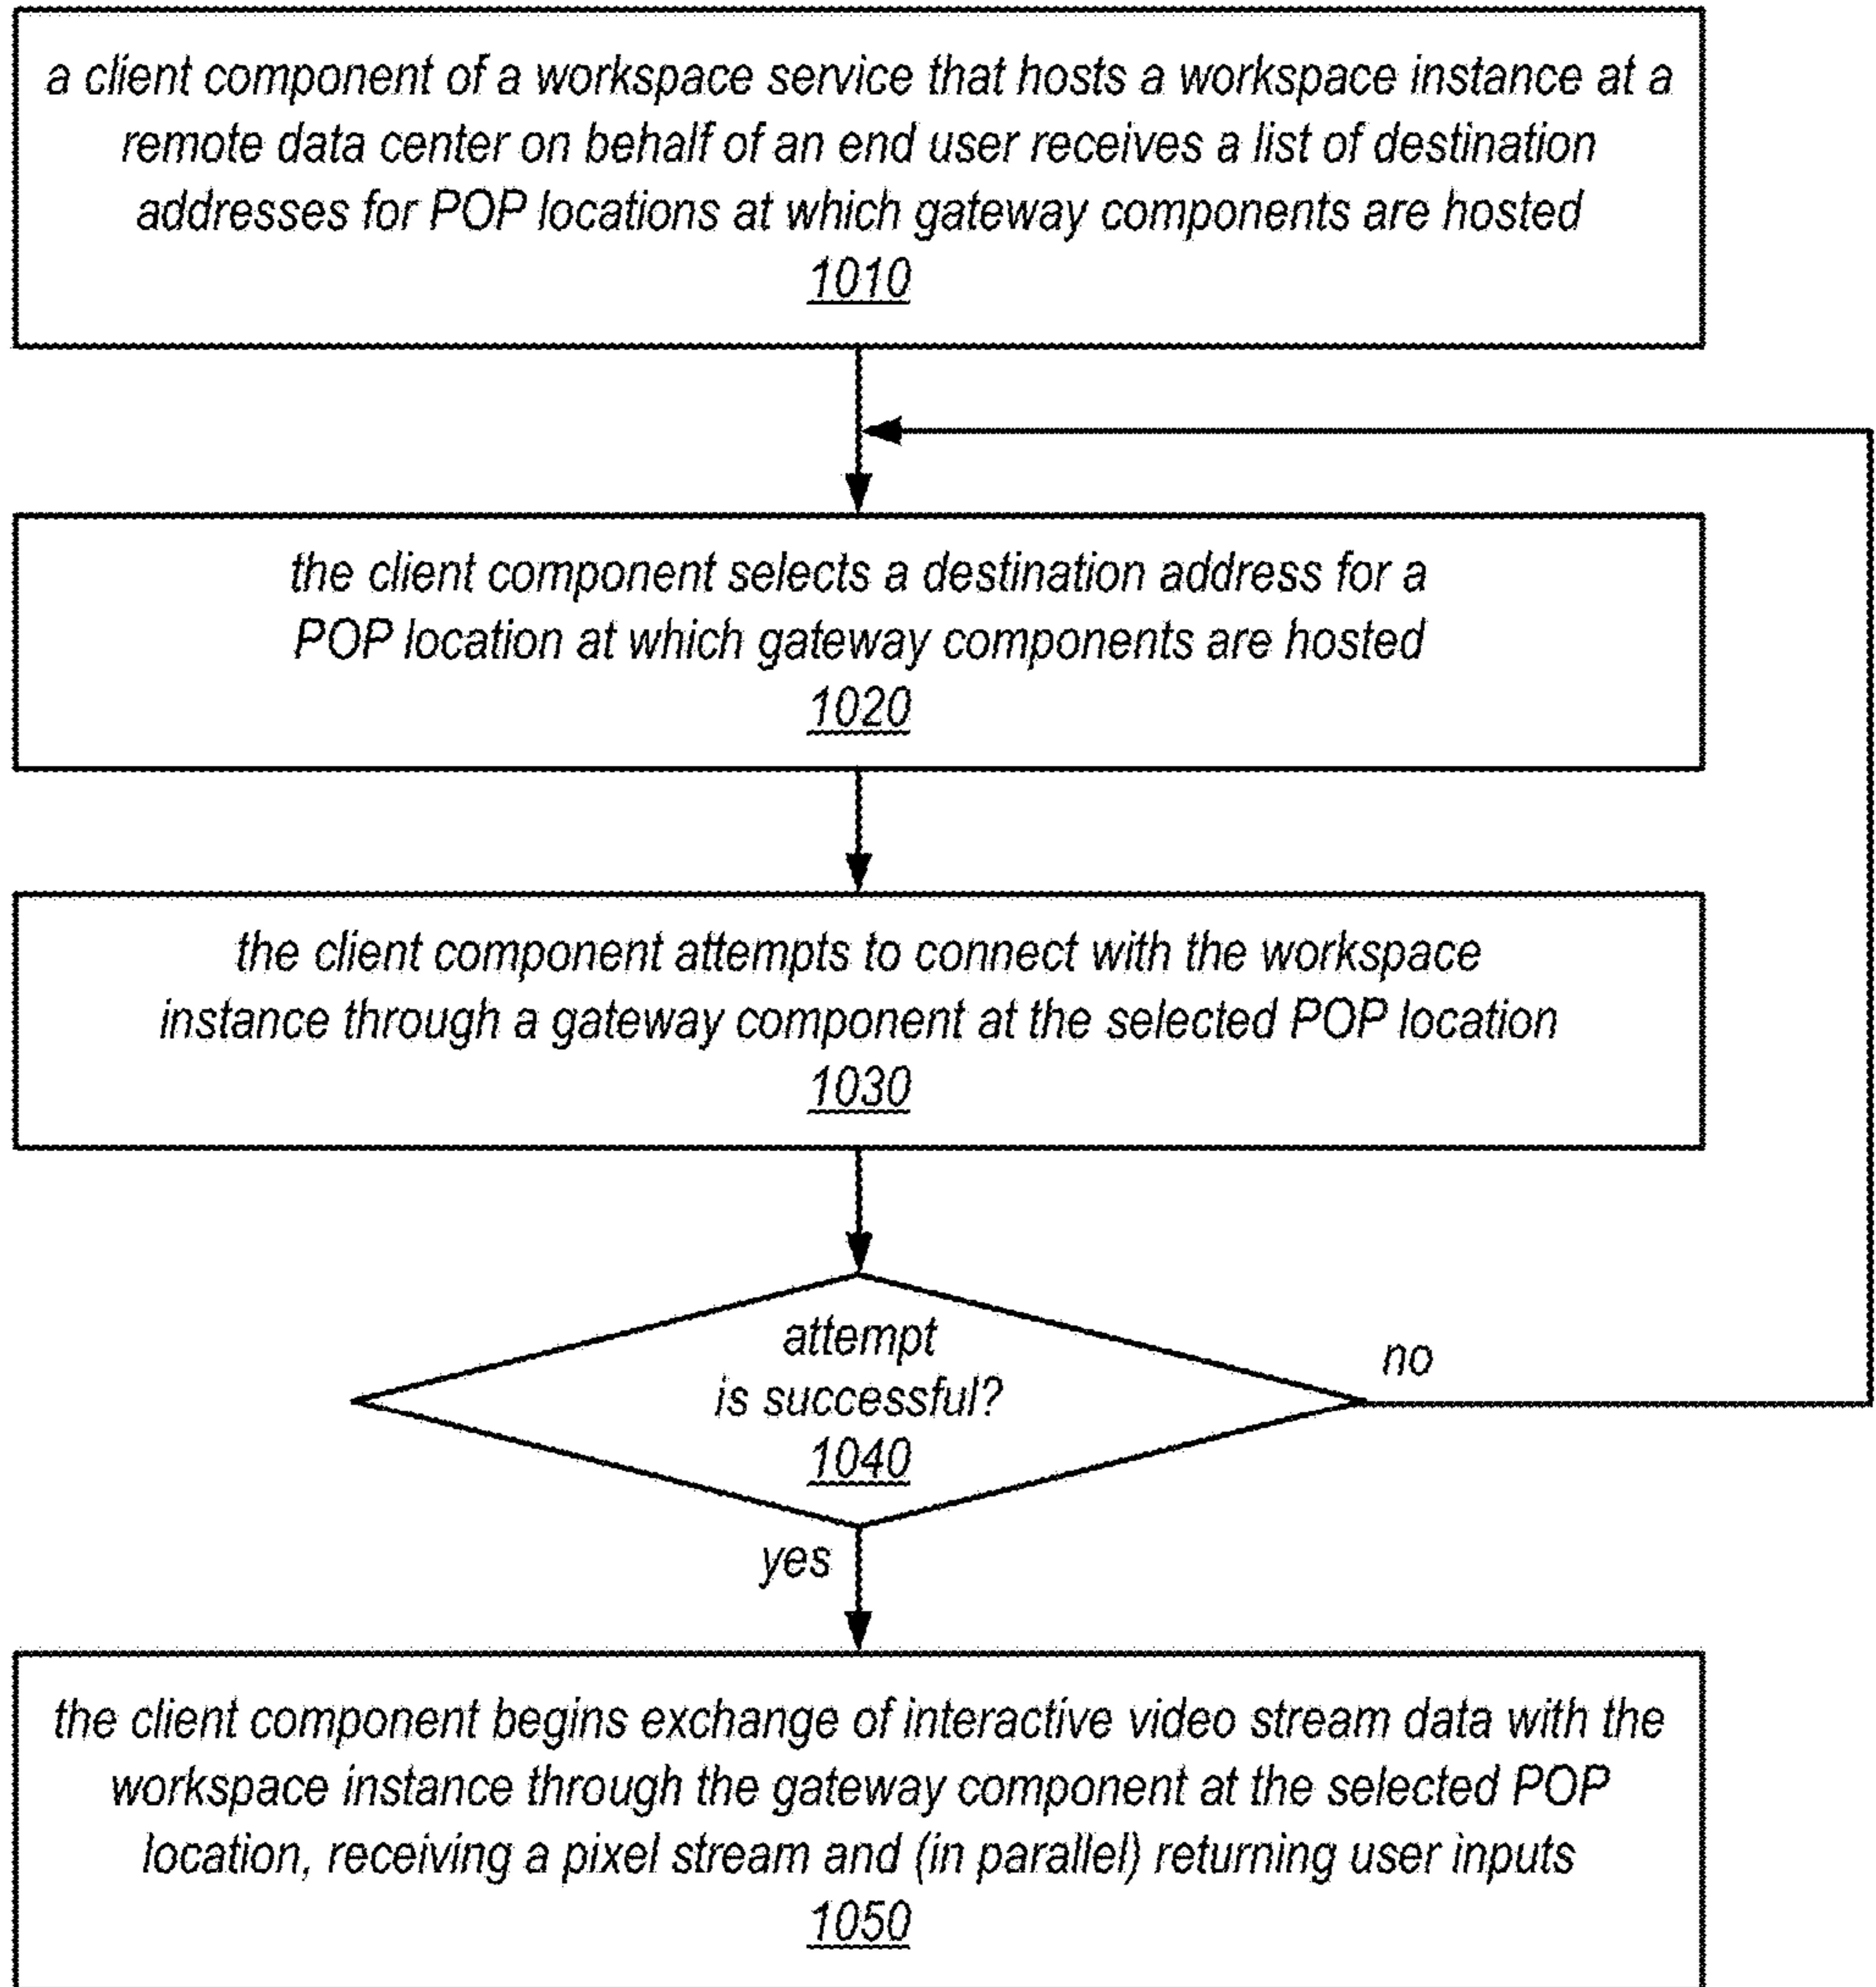 a client component of a workspace service that hosts a workspace instance at a
remote data center on behalf of an end user receives a list of destination
addresses for POP locations at which gateway components are hosted
1010
the client component selects a destination address for a
POP location at which gateway components are hosted
1020
the client component attempts to connect with the workspace
instance through a gateway component at the selected POP location
1030
attempt
is successful?
1040
no
yes
the client component begins exchange of interactive video stream data with the
workspace instance through the gateway component at the selected POP
location, receiving a pixel stream and (in parallel) returning user inputs
1050